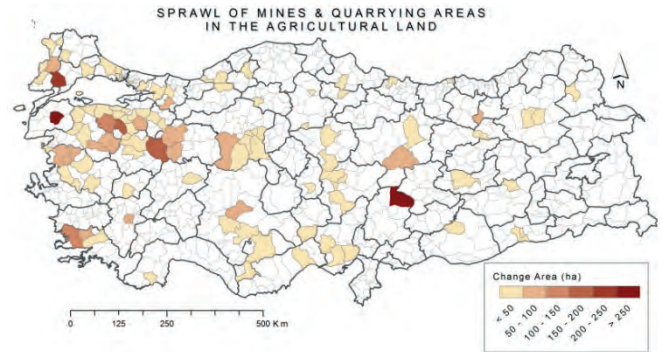 SPRAWL OF MINES & QUARRYING AREAS
IN THE AGRICULTURAL LAND
N
Change Area (ha)
< 50
50 - 100
100 - 150
150 - 200
200 - 250
> 250
0 125 250 500 Km